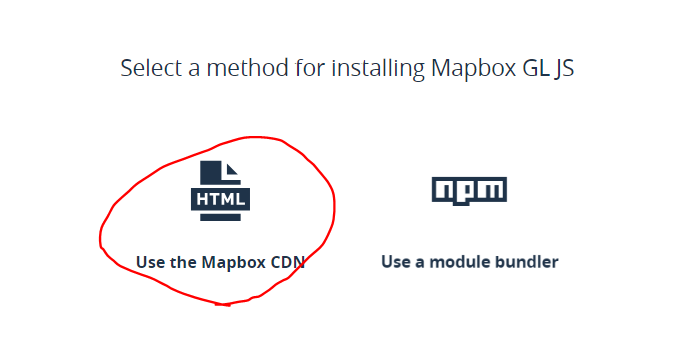 Select a method for installing Mapbox GL JS
HTML
npm
Use the Mapbox CDN
Use a module bundler